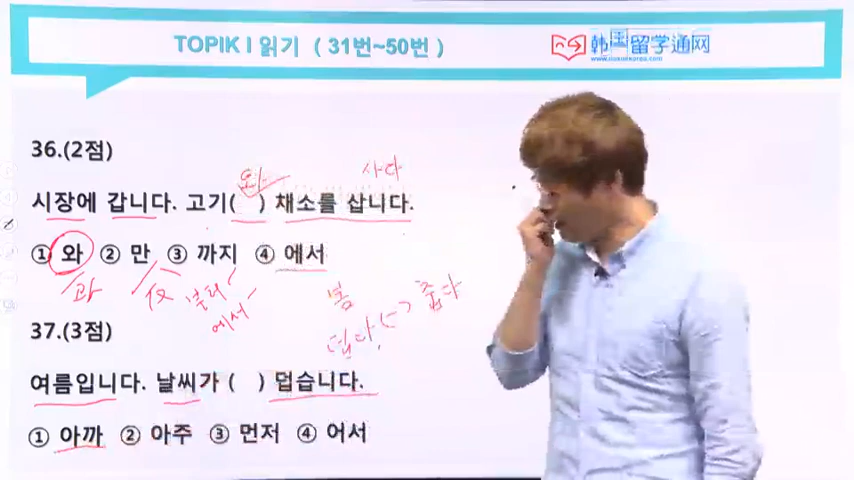 TOPIK I 읽기 ( 31번~50번 )
韩国留学通网
36.(2점)
와
사다
시장에 갑니다. 고기( ) 채소를 삽니다.
① 와 ② 만 ③ 까지 ④ 에서
과 仅 부터
에서
봄
37.(3점)
덥다 <-> 춥다
여름입니다. 날씨가 ( ) 덥습니다.
① 아까 ② 아주 ③ 먼저 ④ 어서